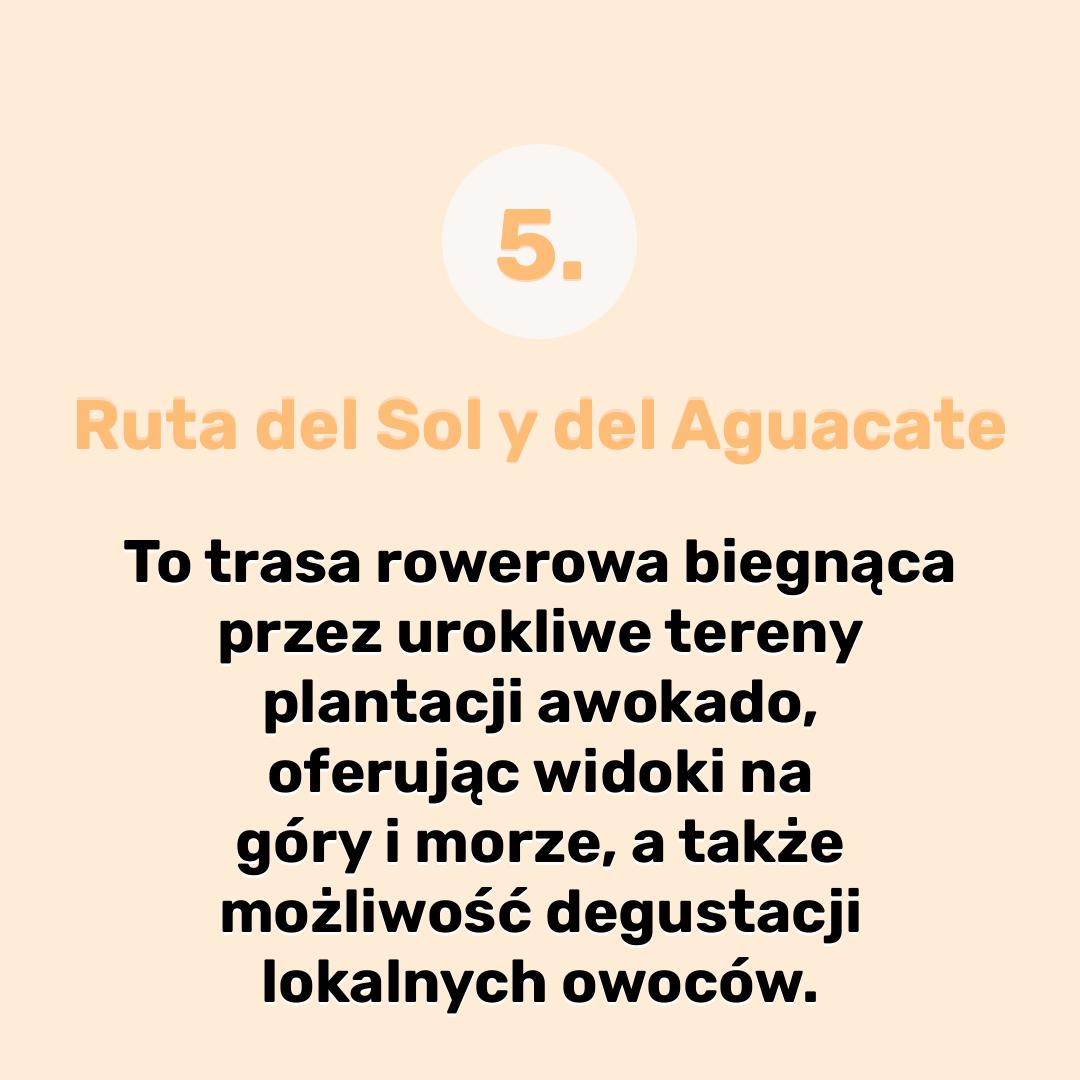 5.
Ruta del Sol y del Aguacate
To trasa rowerowa biegnąca
przez urokliwe tereny
plantacji awokado,
oferując widoki na
góry i morze, a także
możliwość degustacji
lokalnych owoców.